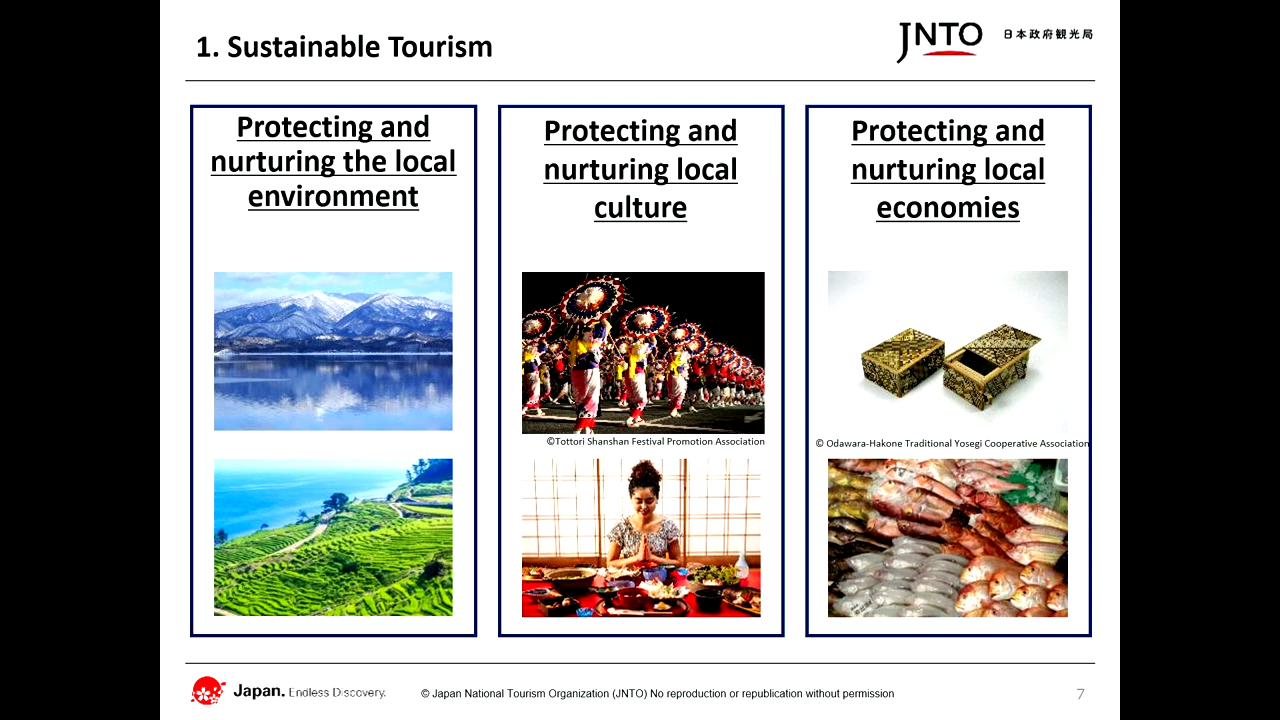 1. Sustainable Tourism
JNTO 日本政府観光局
Protecting and
nurturing the local
environment
Protecting and
nurturing local
culture
©Tottori Shanshan Festival Promotion Association
Protecting and
nurturing local
economies
© Odawara-Hakone Traditional Yosegi Cooperative Association
Japan. Endless Discovery.
© Japan National Tourism Organization (JNTO) No reproduction or republication without permission
7